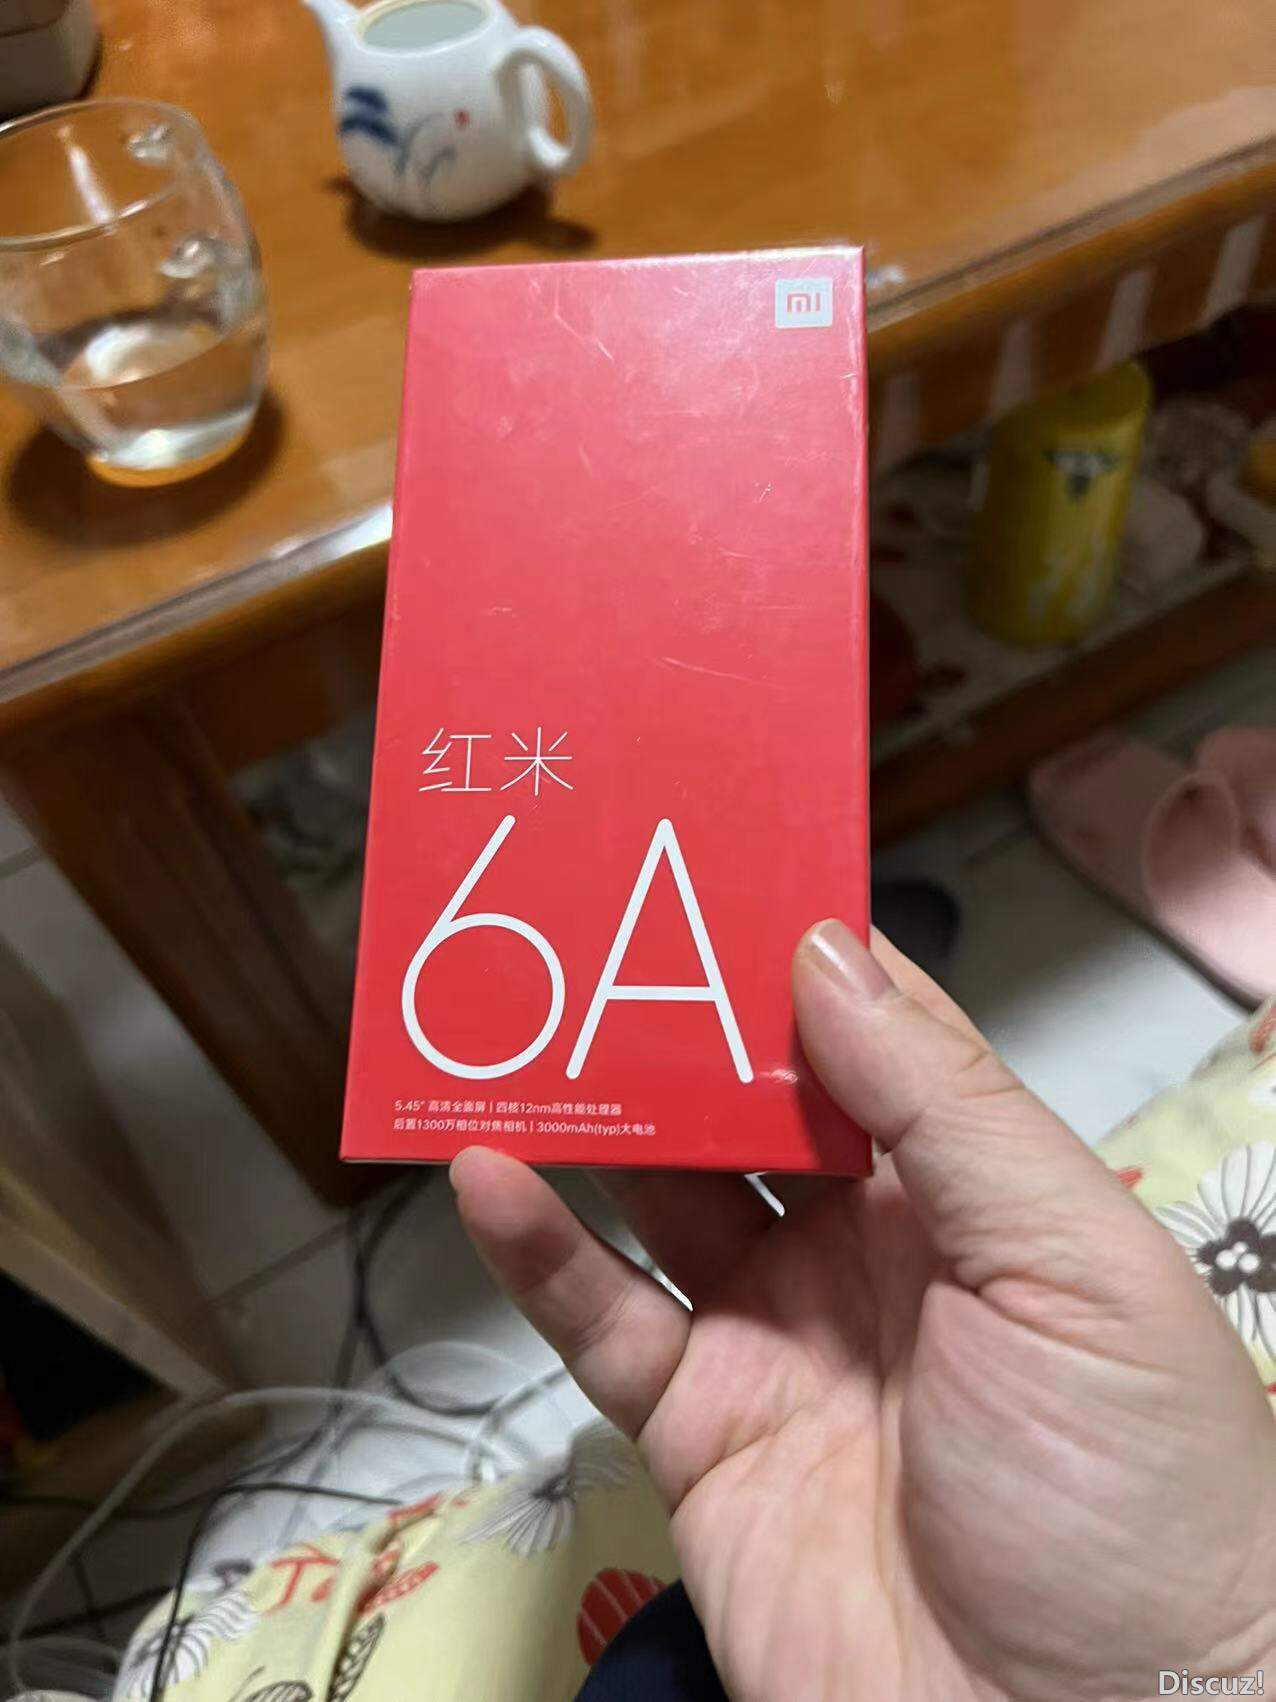 mi
红米
6A
5.45" 高清全面屏 | 四核12nm高性能处理器
后置1300万相位对焦相机 | 3000mAh(typ)大电池
Discuz!